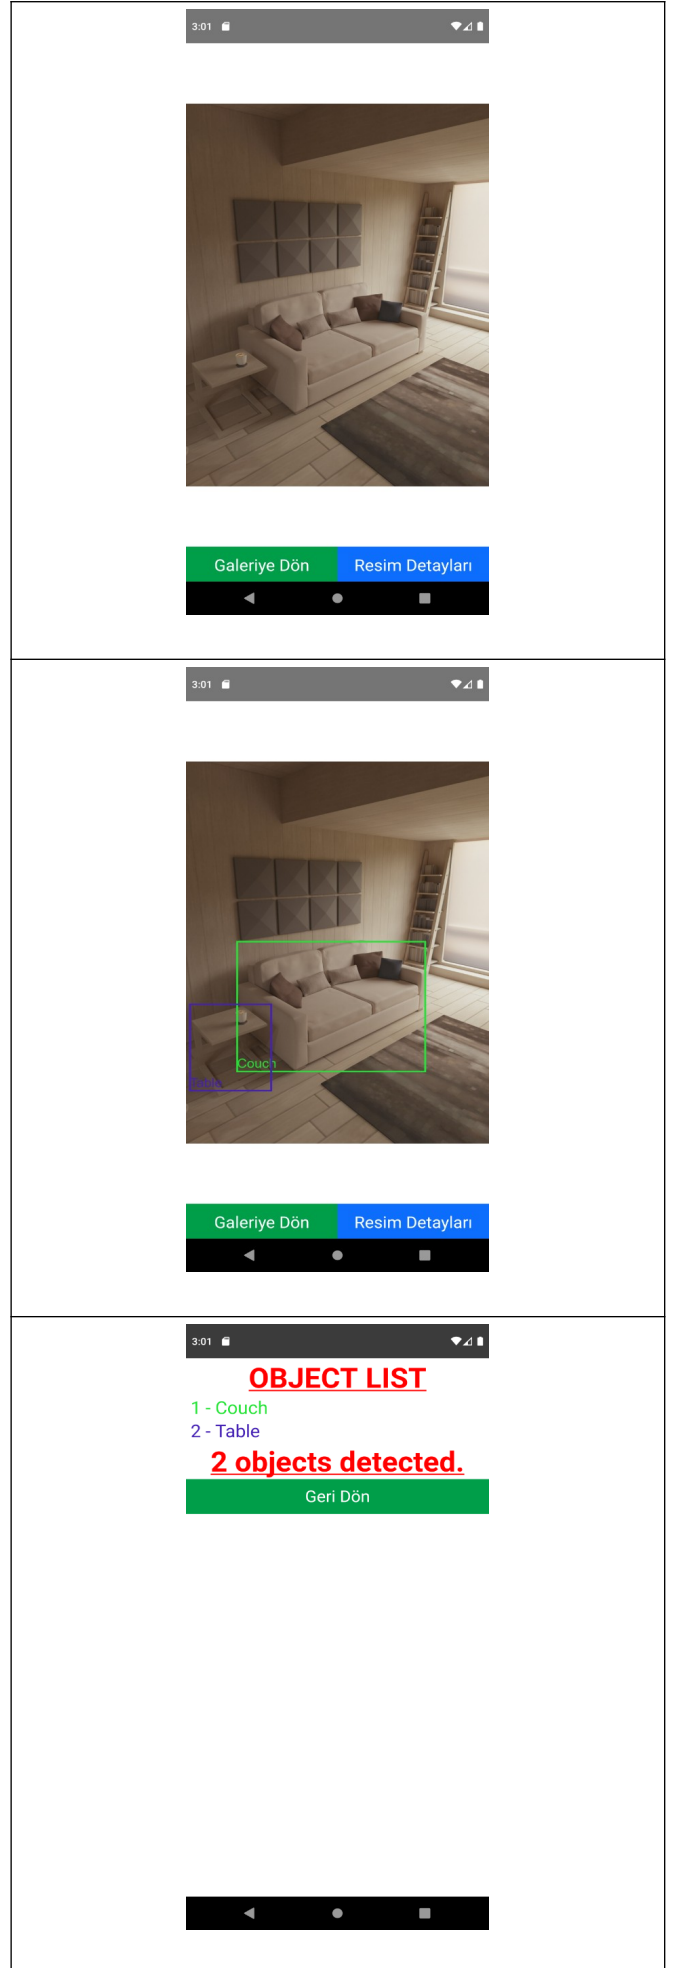 3:01
Galeriye Dön
Resim Detayları
3:01
Couch
Table
Galeriye Dön
Resim Detayları
3:01
OBJECT LIST
1 - Couch
2 - Table
2 objects detected.
Geri Dön